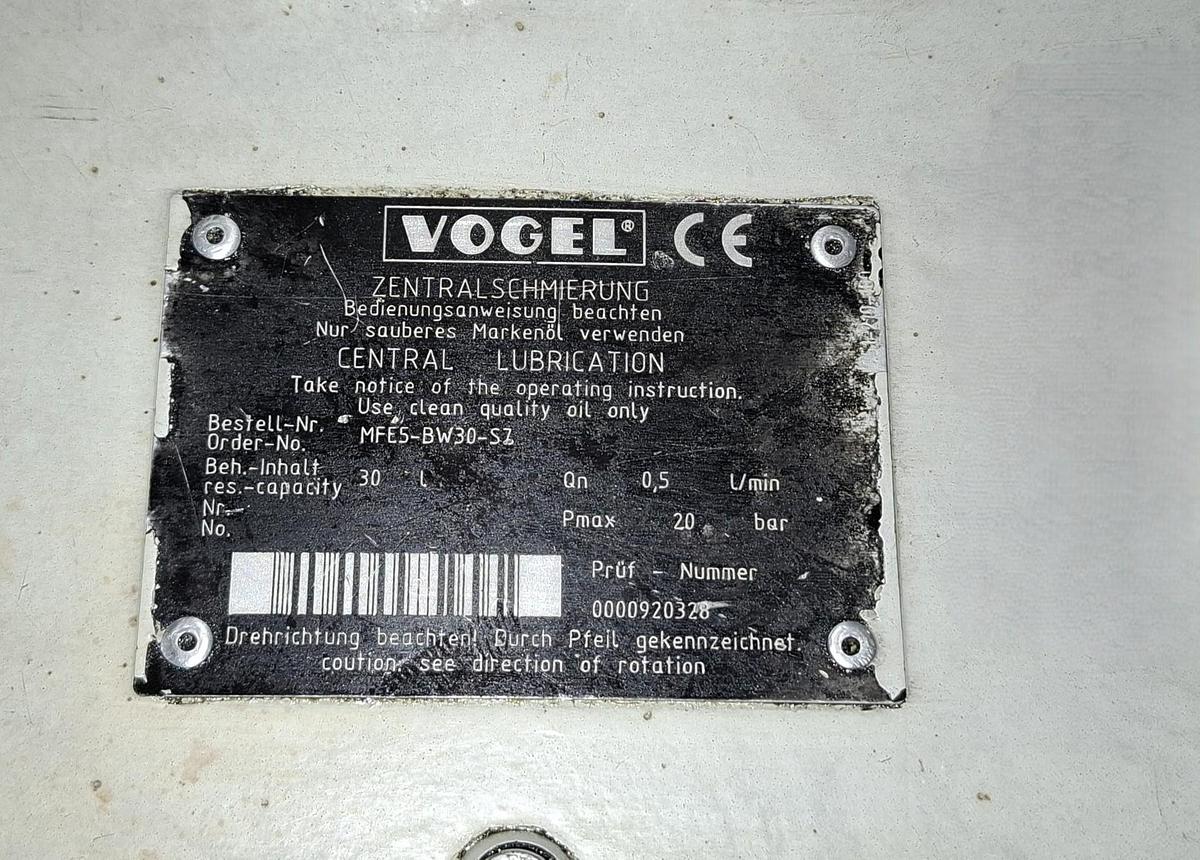 VOGEL® CE
ZENTRALSCHMIERUNG
Bedienungsanweisung beachten
Nur sauberes Markenöl verwenden
CENTRAL LUBRICATION
Take notice of the operating instruction.
Use clean quality oil only
Bestell-Nr.
Order-No. MFE5-BW30-S7
Beh.-Inhalt
res.-capacity 30 l Qn 0,5 l/min
Nr.
No. Pmax 20 bar
Prüf - Nummer
0000920328
Drehrichtung beachten! Durch Pfeil gekennzeichnet.
coution: see direction of rotation